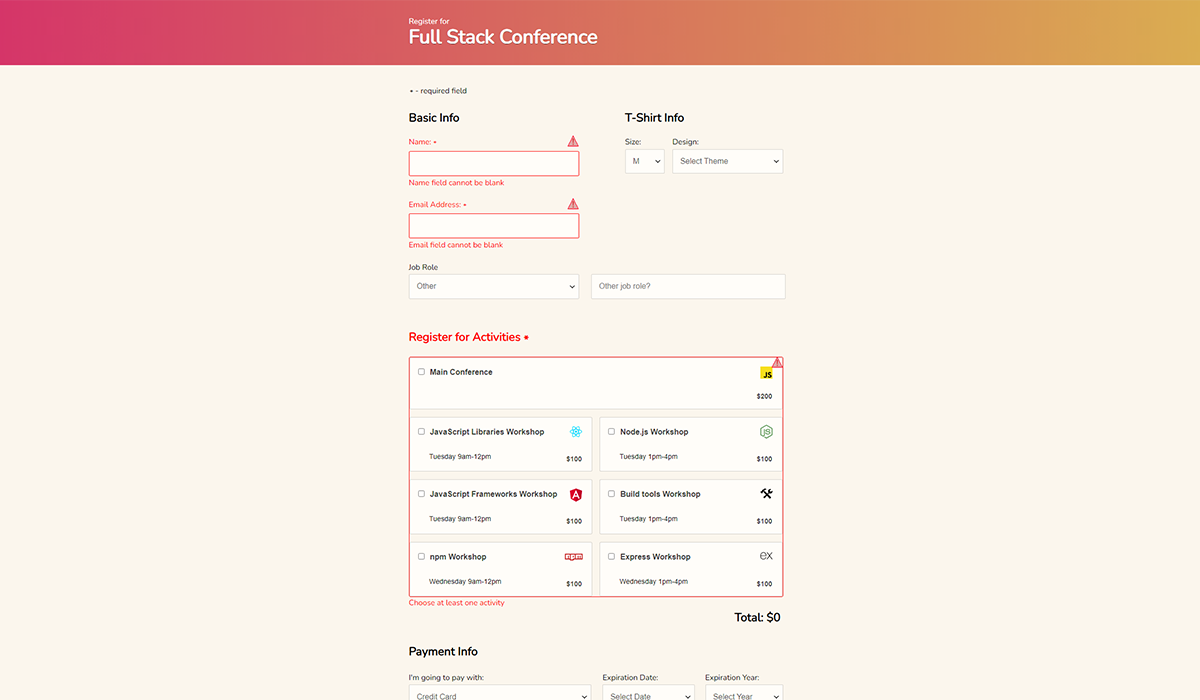 Register for
Full Stack Conference
* - required field
Basic Info
T-Shirt Info
Name: *
Size:
Design:
M
Select Theme
Name field cannot be blank
Email Address: *
Email field cannot be blank
Job Role
Other
Other job role?
Register for Activities *
Main Conference
JS
$200
JavaScript Libraries Workshop
Tuesday 9am-12pm
$100
Node.js Workshop
JS
Tuesday 1pm-4pm
$100
JavaScript Frameworks Workshop
A
Tuesday 9am-12pm
$100
Build tools Workshop
Tuesday 1pm-4pm
$100
npm Workshop
npm
Wednesday 9am-12pm
$100
Express Workshop
ex
Wednesday 1pm-4pm
$100
Choose at least one activity
Total: $0
Payment Info
I'm going to pay with:
Expiration Date:
Expiration Year:
Credit Card
Select Date
Select Year